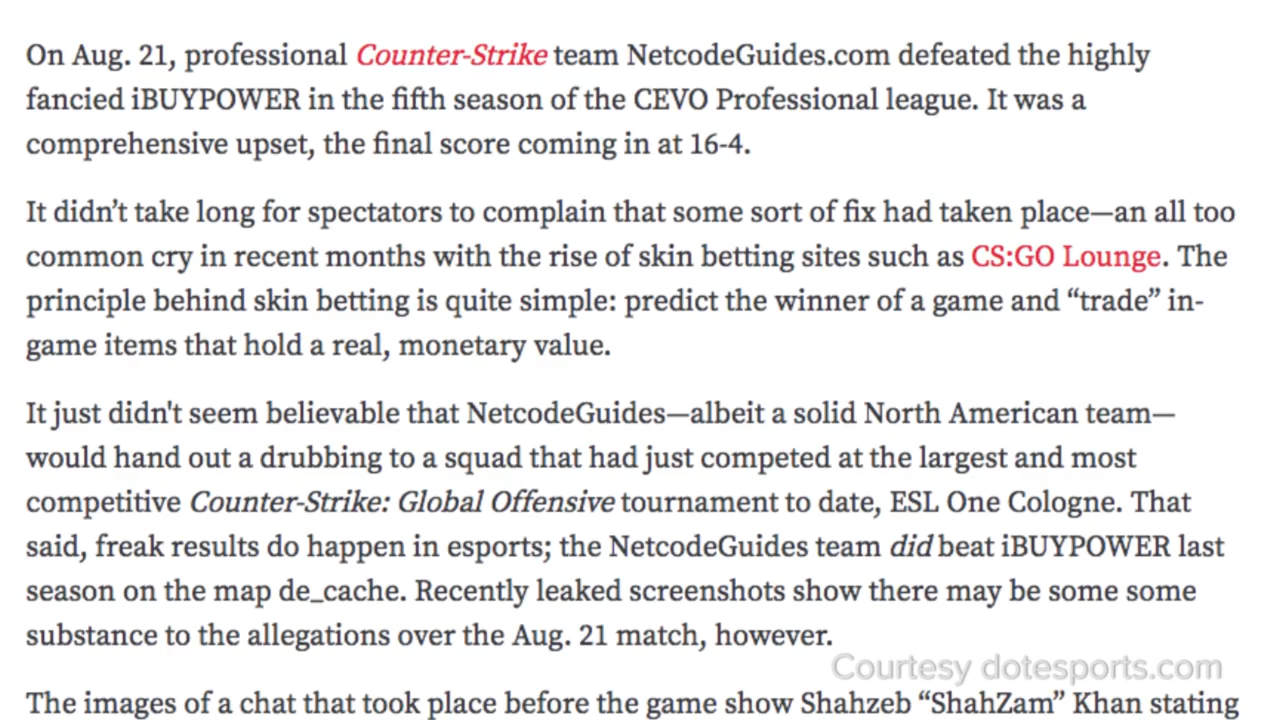 On Aug. 21, professional Counter-Strike team NetcodeGuides.com defeated the highly
fancied iBUYPOWER in the fifth season of the CEVO Professional league. It was a
comprehensive upset, the final score coming in at 16-4.
It didn’t take long for spectators to complain that some sort of fix had taken place—an all too
common cry in recent months with the rise of skin betting sites such as CS:GO Lounge. The
principle behind skin betting is quite simple: predict the winner of a game and “trade” in-
game items that hold a real, monetary value.
It just didn't seem believable that NetcodeGuides—albeit a solid North American team—
would hand out a drubbing to a squad that had just competed at the largest and most
competitive Counter-Strike: Global Offensive tournament to date, ESL One Cologne. That
said, freak results do happen in esports; the NetcodeGuides team did beat iBUYPOWER last
season on the map de_cache. Recently leaked screenshots show there may be some some
substance to the allegations over the Aug. 21 match, however.
Courtesy dotesports.com
The images of a chat that took place before the game show Shahzeb “ShahZam” Khan stating